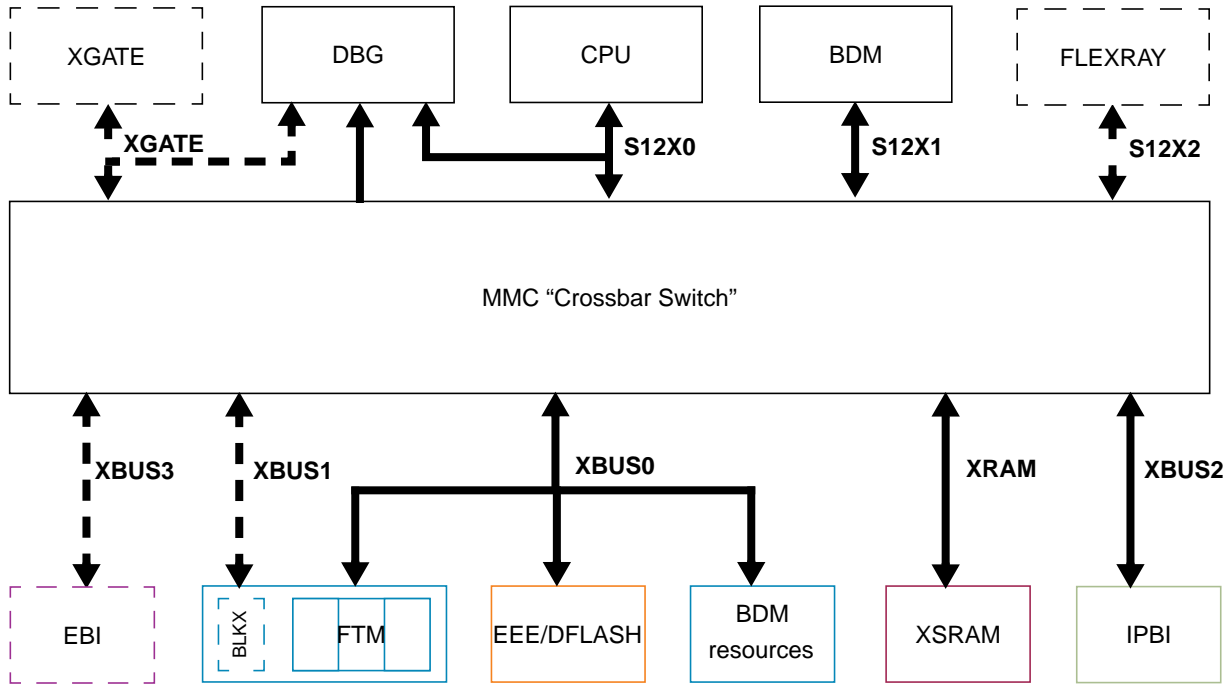 XGATE
DBG
CPU
BDM
FLEXRAY
XGATE
S12X0
S12X1
S12X2
MMC “Crossbar Switch”
XBUS3
XBUS1
XBUS0
XRAM
XBUS2
EBI
BLKX
FTM
EEE/DFLASH
BDM
resources
XSRAM
IPBI